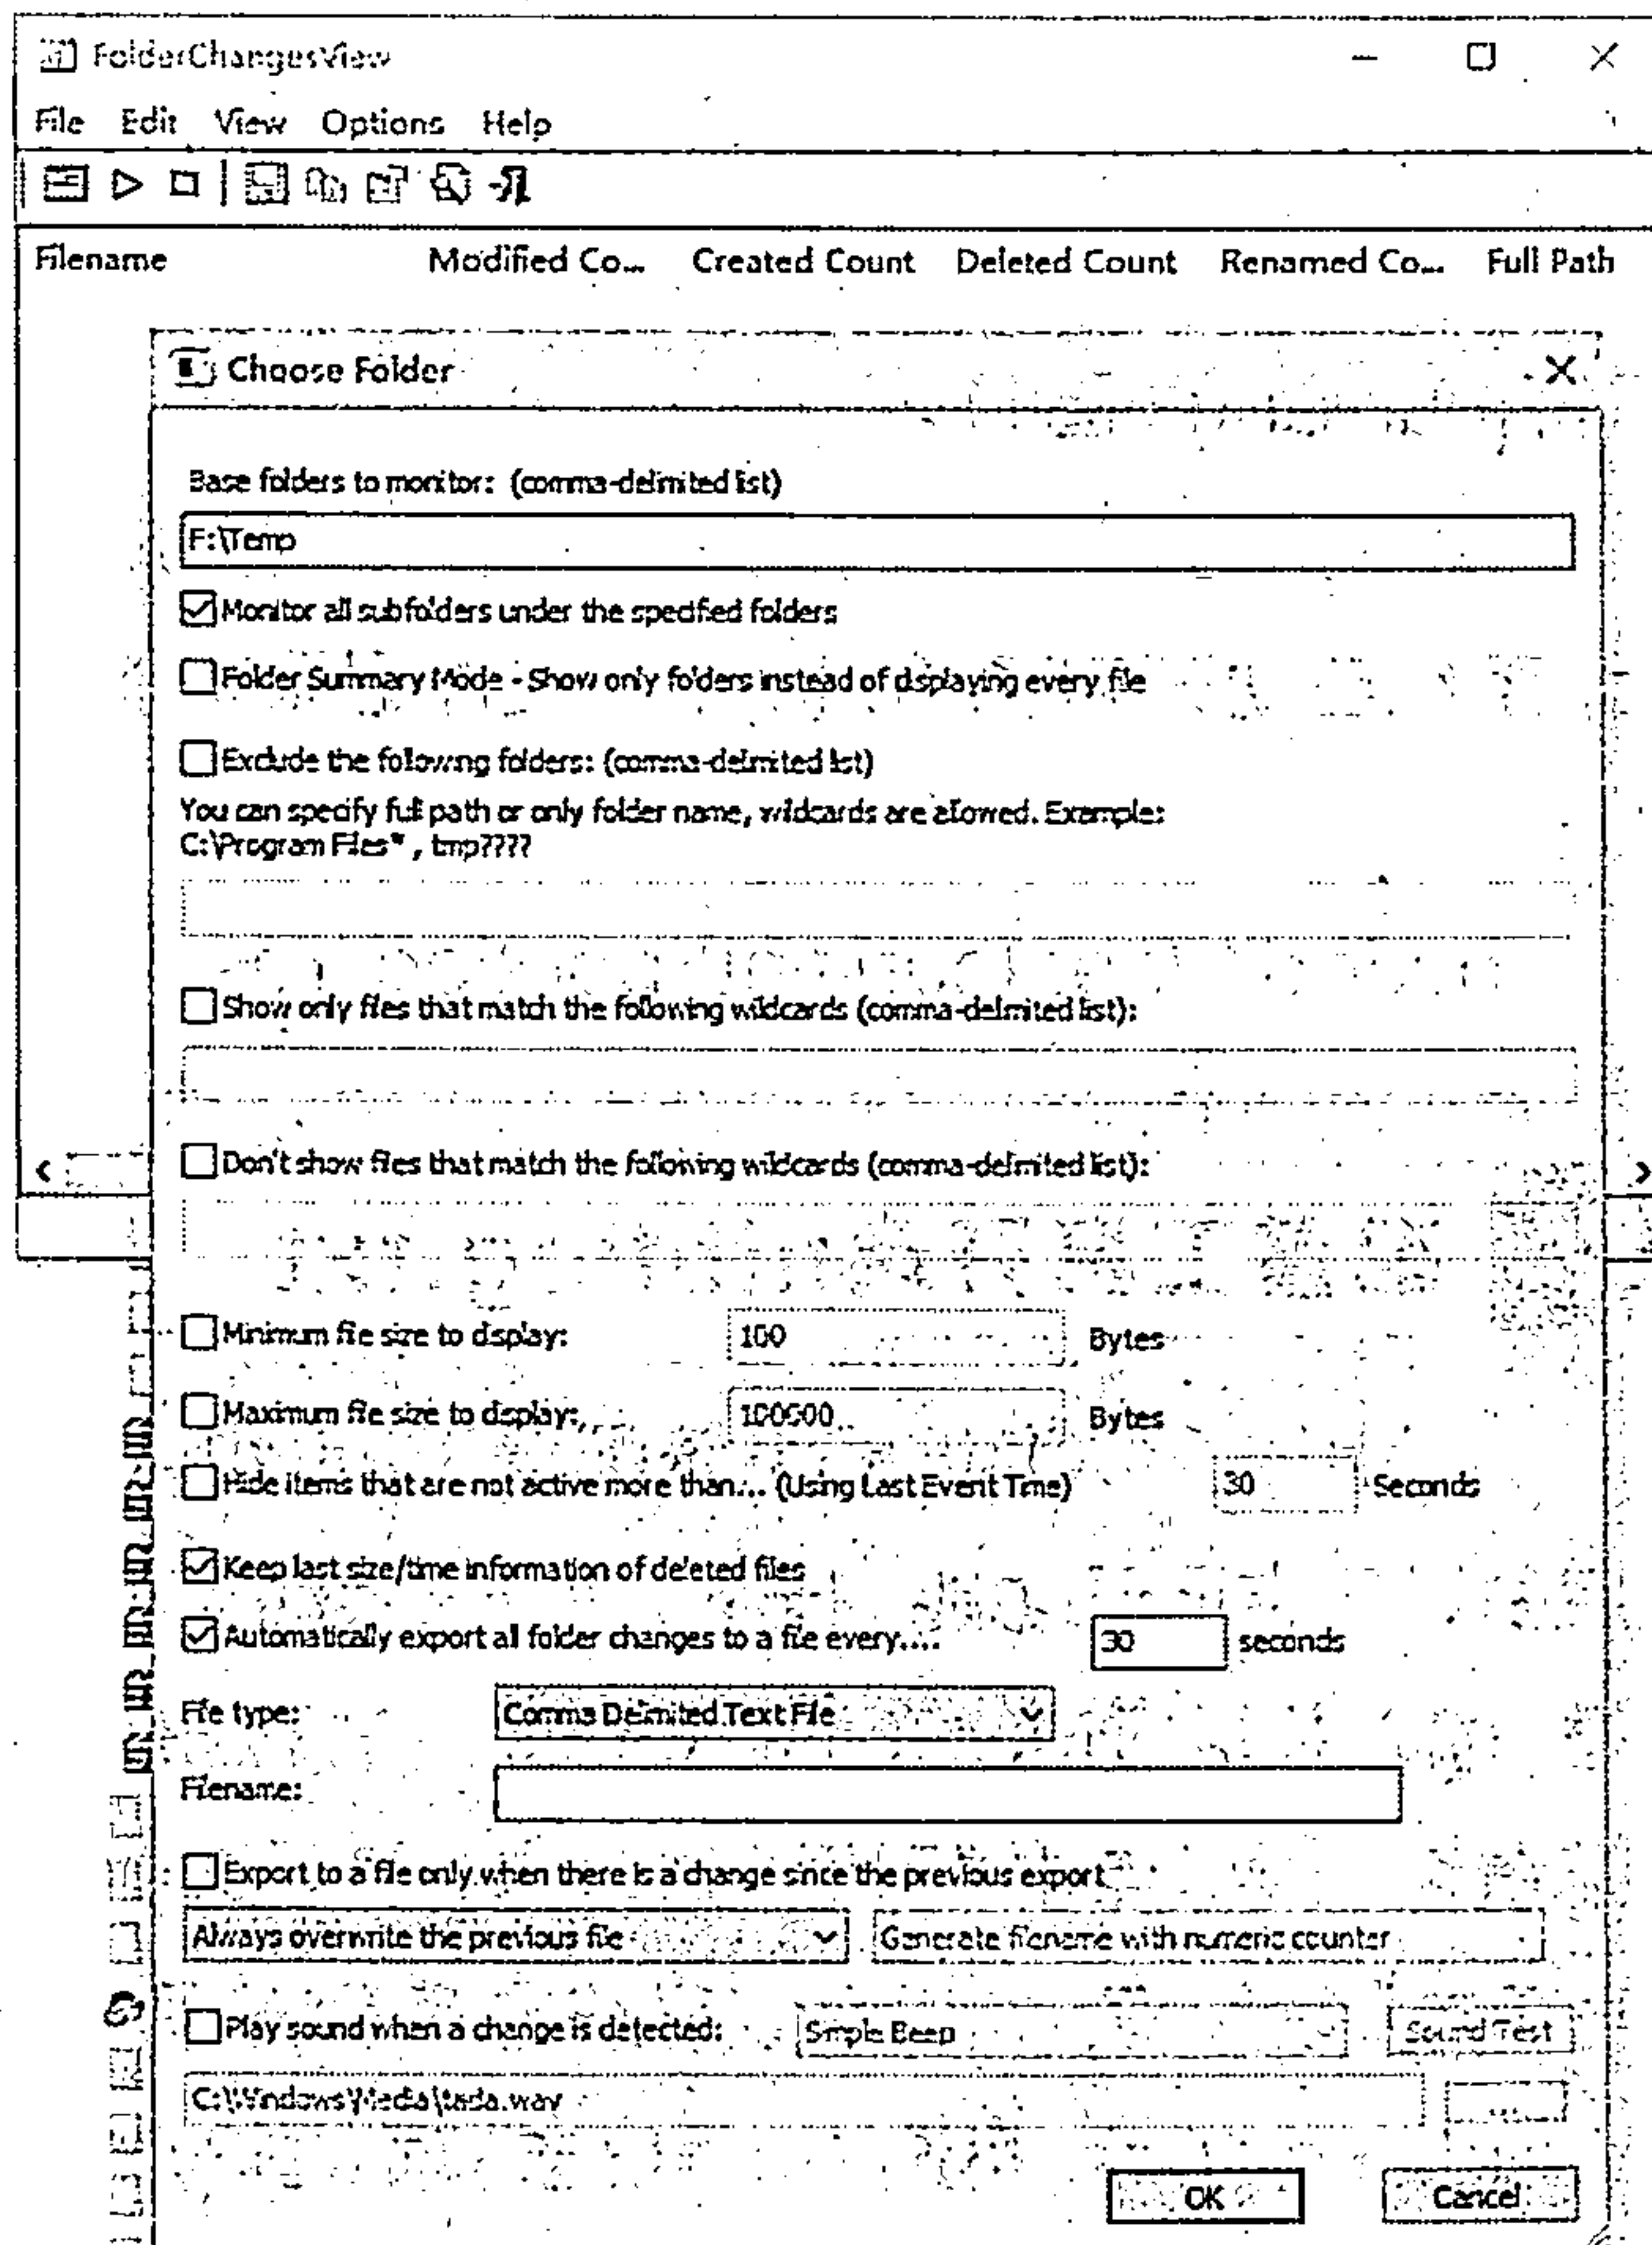 FolderChangesView
File Edit View Options Help
Filename Modified Co... Created Count Deleted Count Renamed Co... Full Path
Choose Folder
Base folders to monitor: (comma-delimited list)
F:\Temp
Monitor all subfolders under the specified folders
Folder Summary Mode - Show only folders instead of displaying every file
Exclude the following folders: (comma-delimited list)
You can specify full path or only folder name, wildcards are allowed. Example:
C:\Program Files* , tmp????
Show only files that match the following wildcards (comma-delimited list):
Don't show files that match the following wildcards (comma-delimited list):
Minimum file size to display: 100 Bytes
Maximum file size to display: 100000 Bytes
Hide items that are not active more than... (Using Last Event Time) 30 Seconds
Keep last size/time information of deleted files
Automatically export all folder changes to a file every.... 30 seconds
File type: Comma Delimited Text File
Filename:
Export to a file only when there is a change since the previous export
Always overwrite the previous file Generate filename with numeric counter
Play sound when a change is detected: Simple Beep Sound Test
C:\Windows\Media\tada.wav ...
OK Cancel